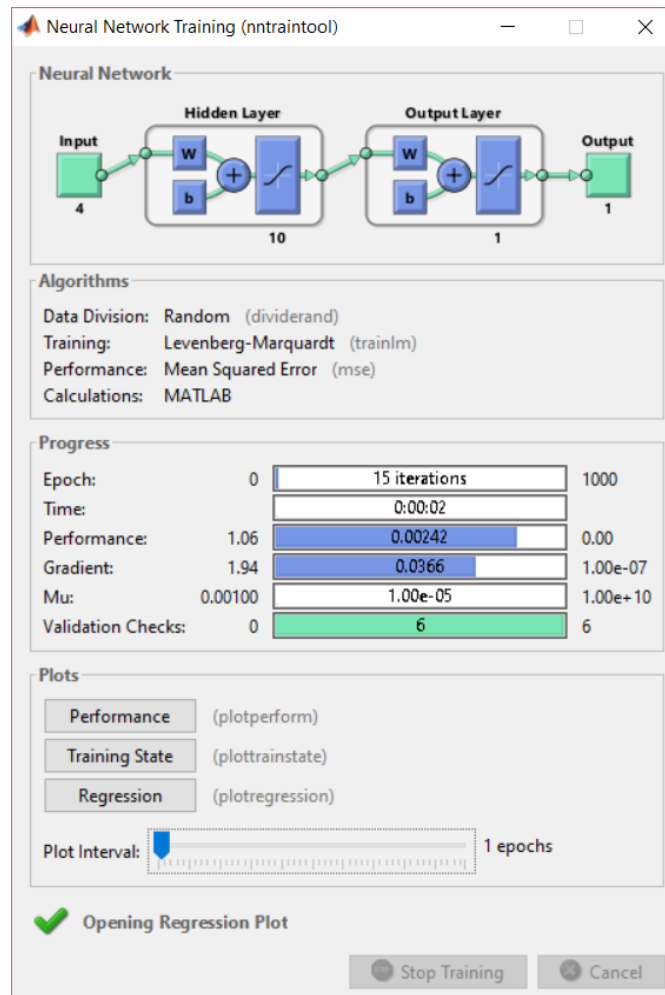 Neural Network Training (nntraintool)
Neural Network
Hidden Layer Output Layer
Input Output
W W
b b
4 1
10 1
Algorithms
Data Division: Random (dividerand)
Training: Levenberg-Marquardt (trainlm)
Performance: Mean Squared Error (mse)
Calculations: MATLAB
Progress
Epoch: 0 15 iterations 1000
Time: 0:00:02
Performance: 1.06 0.00242 0.00
Gradient: 1.94 0.0366 1.00e-07
Mu: 0.00100 1.00e-05 1.00e+10
Validation Checks: 0 6 6
Plots
Performance (plotperform)
Training State (plottrainstate)
Regression (plotregression)
Plot Interval: 1 epochs
Opening Regression Plot
Stop Training Cancel